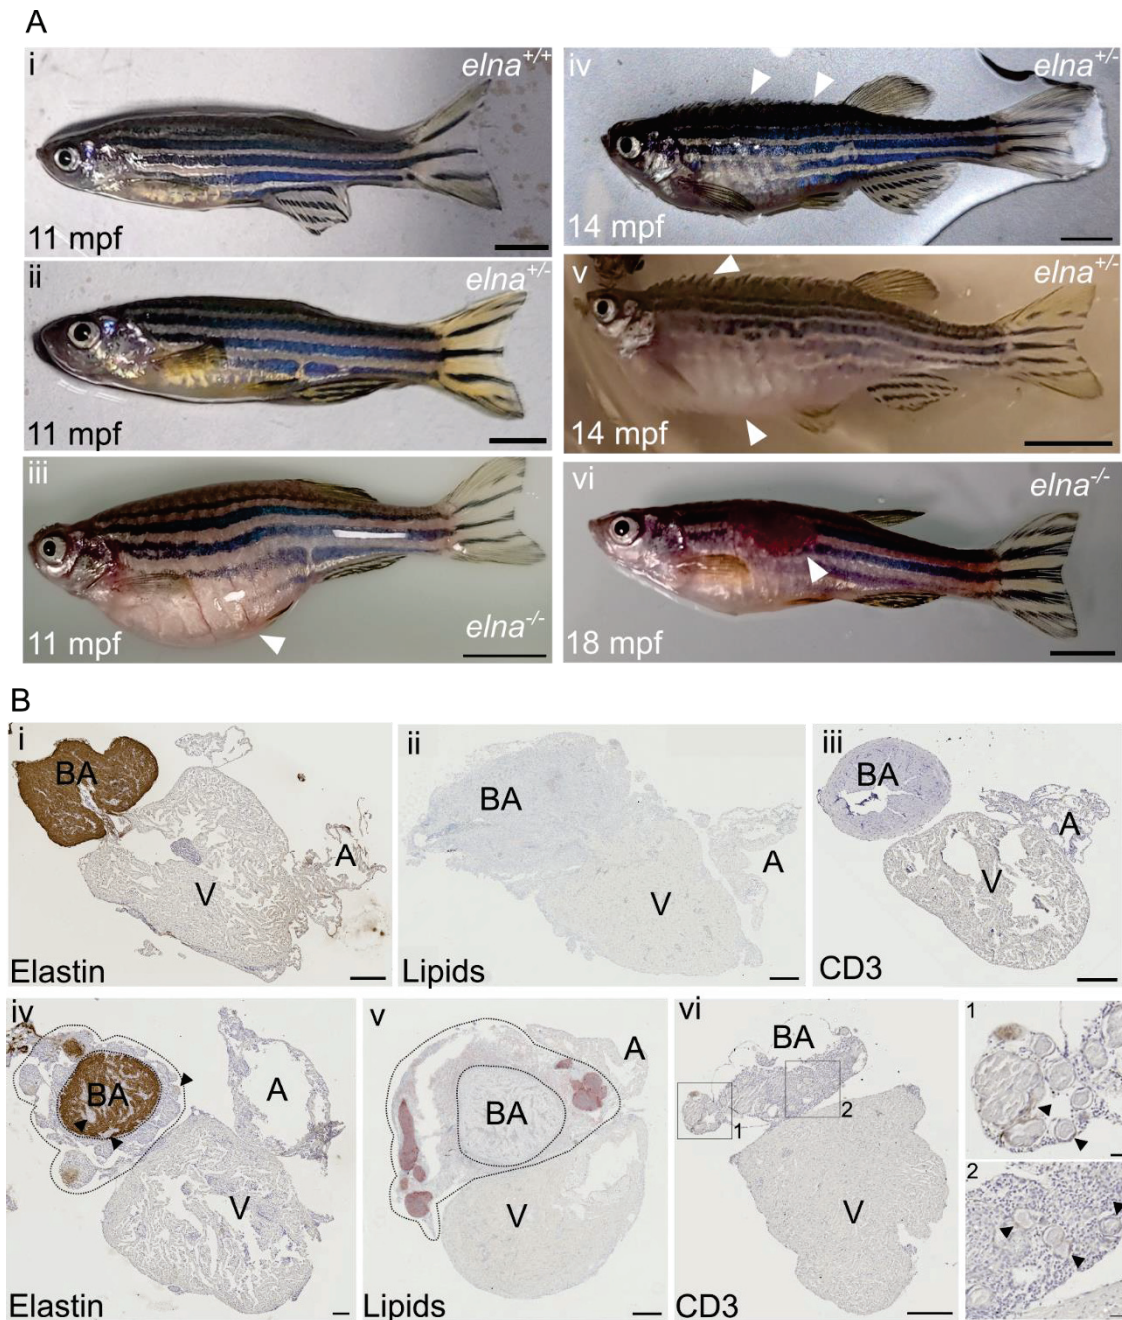 A
i
elna+/+
11 mpf
ii
elna+/-
11 mpf
iii
elna-/-
11 mpf
iv
elna+/-
14 mpf
v
elna+/-
14 mpf
vi
elna-/-
18 mpf
B
i
BA
A
V
Elastin
ii
BA
A
V
Lipids
iii
BA
A
V
CD3
iv
BA
A
V
Elastin
v
A
BA
V
Lipids
vi
BA
1
2
V
CD3
1
2